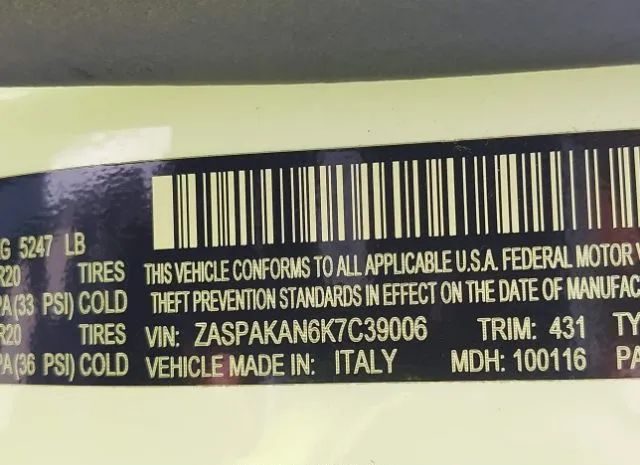 G 5247 LB
R20 TIRES THIS VEHICLE CONFORMS TO ALL APPLICABLE U.S.A. FEDERAL MOTOR
PA(33 PSI) COLD THEFT PREVENTION STANDARDS IN EFFECT ON THE DATE OF MANUFAC
R20 TIRES VIN: ZASPAKAN6K7C39006 TRIM: 431 TY
PA(36 PSI) COLD VEHICLE MADE IN: ITALY MDH: 100116 PA